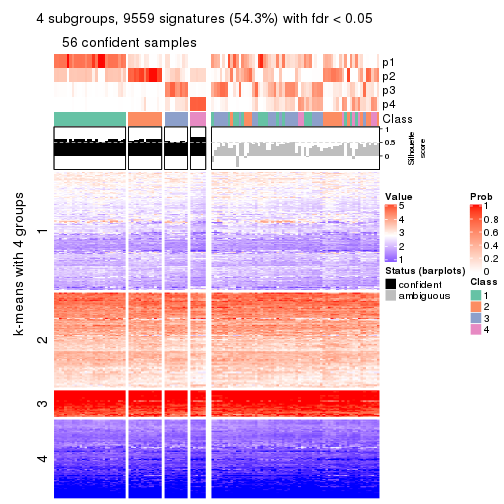 4 subgroups, 9559 signatures (54.3%) with fdr < 0.05
56 confident samples
p1
p2
p3
p4
Class
1
0.5
0
Silhouette
score
k-means with 4 groups
1
2
3
4
Value
5
4
3
2
1
Status (barplots)
confident
ambiguous
Prob
1
0.8
0.6
0.4
0.2
0
Class
1
2
3
4